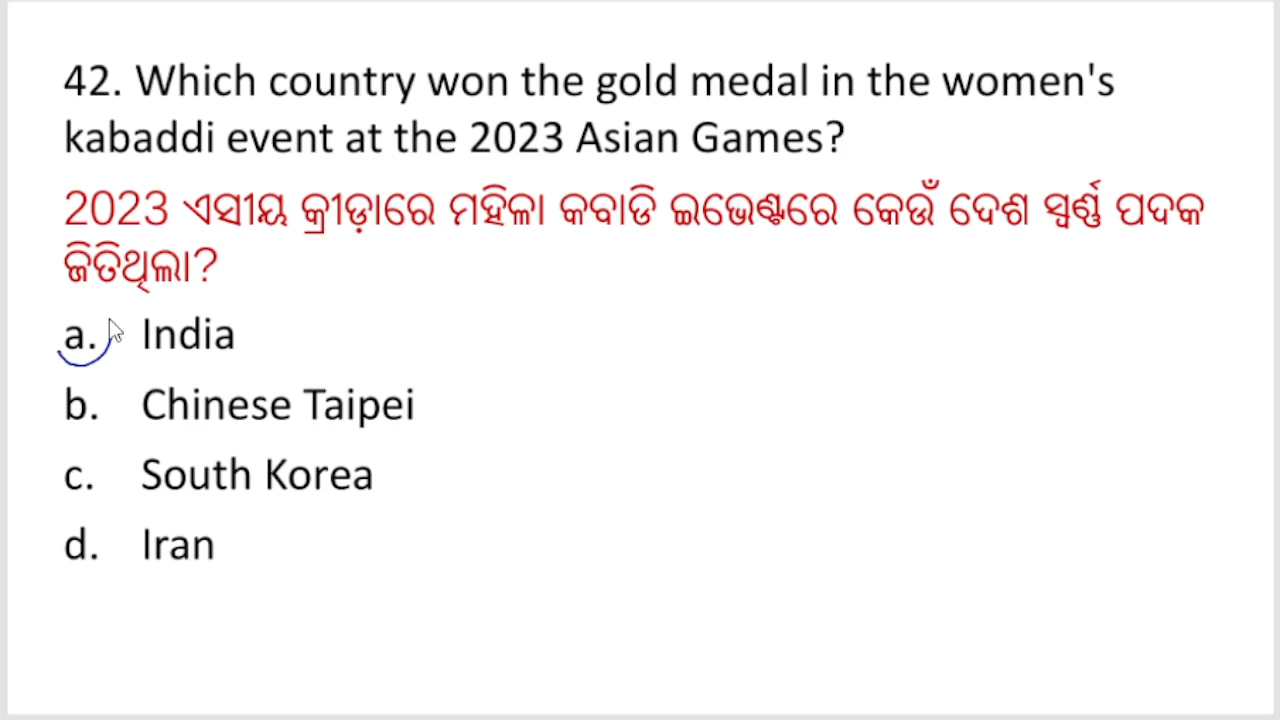 42. Which country won the gold medal in the women's
kabaddi event at the 2023 Asian Games?
2023 ଏସୀୟ କ୍ରୀଡ଼ାରେ ମହିଳା କବାଡି ଇଭେଣ୍ଟରେ କେଉଁ ଦେଶ ସ୍ୱର୍ଣ୍ଣ ପଦକ
ଜିତିଥିଲା?
a. India
b. Chinese Taipei
c. South Korea
d. Iran